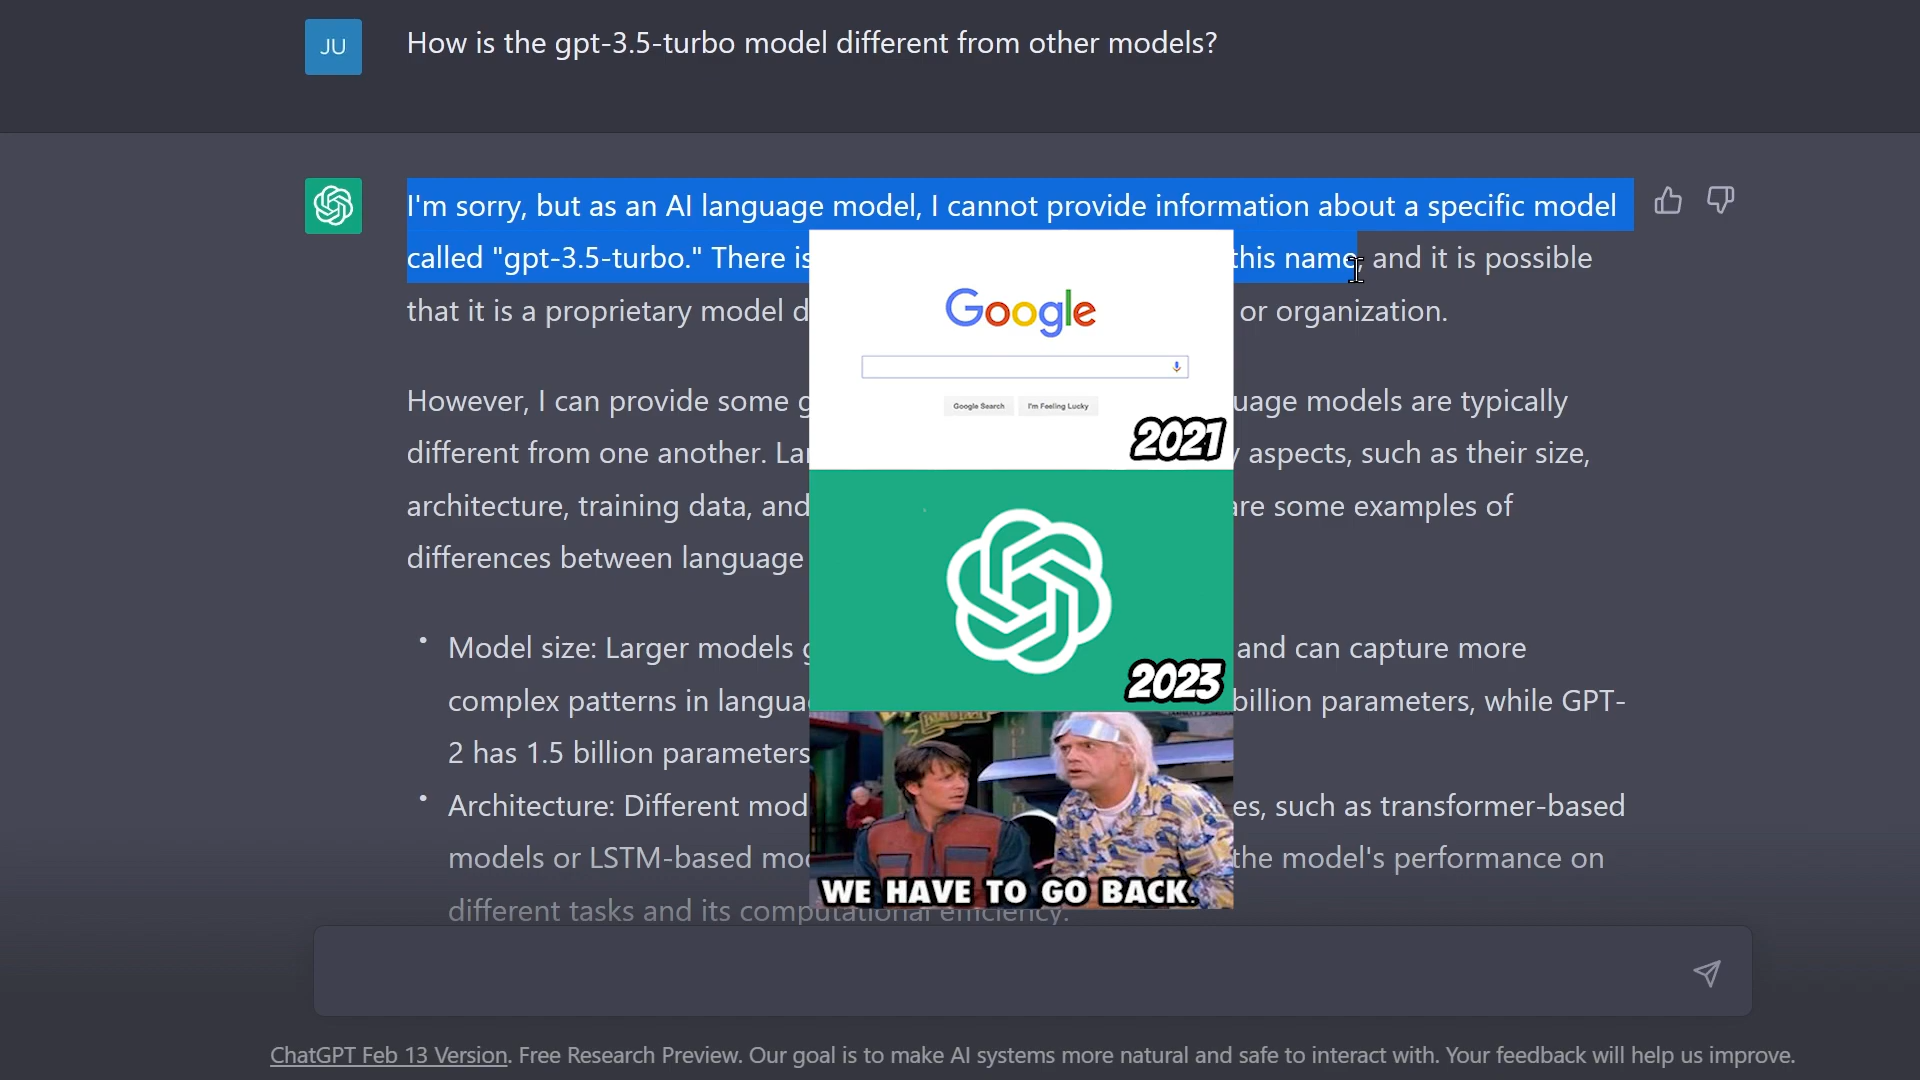 JU
How is the gpt-3.5-turbo model different from other models?
I'm sorry, but as an AI language model, I cannot provide information about a specific model
called "gpt-3.5-turbo." There is this name, and it is possible
that it is a proprietary model d or organization.
However, I can provide some g uage models are typically
different from one another. La aspects, such as their size,
architecture, training data, and are some examples of
differences between language
• Model size: Larger models g and can capture more
complex patterns in langua billion parameters, while GPT-
2 has 1.5 billion parameters
• Architecture: Different mod es, such as transformer-based
models or LSTM-based mo the model's performance on
different tasks and its computational efficiency.
Google
Google Search I'm Feeling Lucky
2021
2023
WE HAVE TO GO BACK.
ChatGPT Feb 13 Version. Free Research Preview. Our goal is to make AI systems more natural and safe to interact with. Your feedback will help us improve.